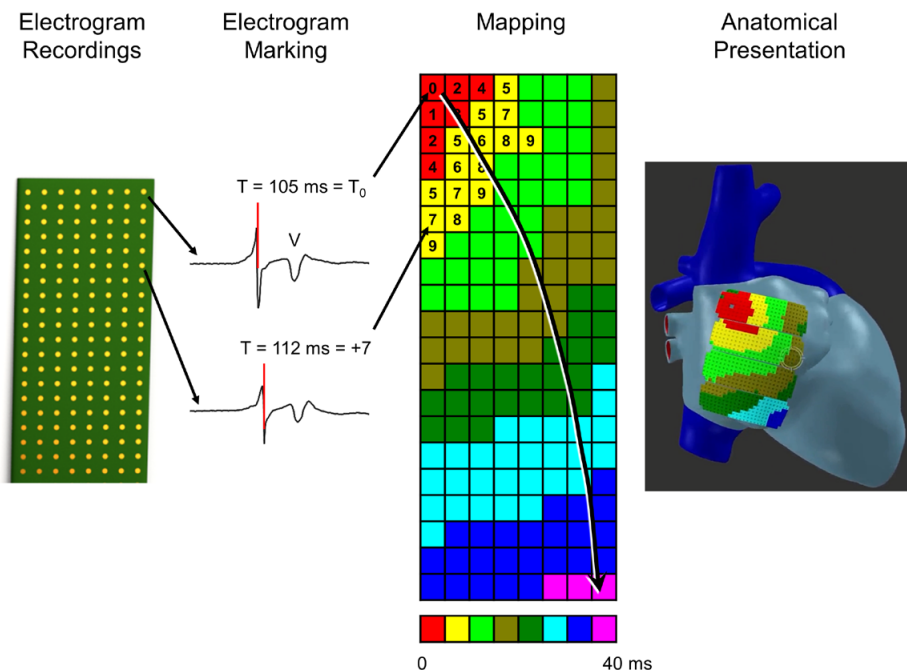 Electrogram
Recordings
Electrogram
Marking
Mapping
Anatomical
Presentation
T = 105 ms = T0
V
T = 112 ms = +7
0 2 4 5
1 5 7
2 5 6 8 9
4 6 8
5 7 9
7 8
9
0 40 ms